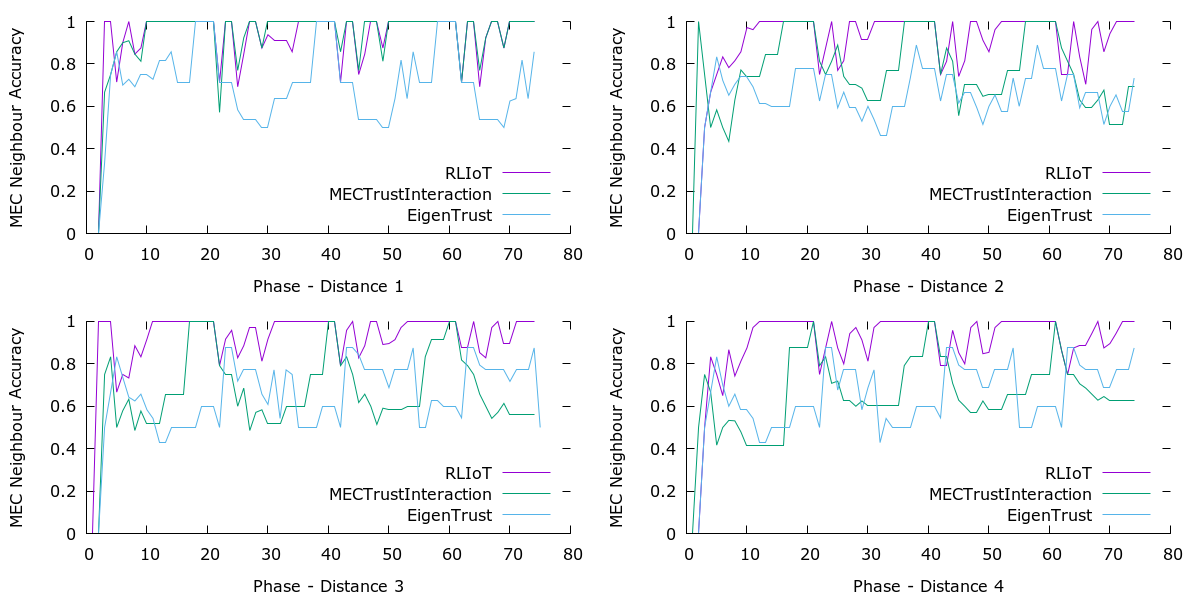 MEC Neighbour Accuracy
1
0.8
0.6
0.4
0.2
0
RLIoT
MECTrustInteraction
EigenTrust
0 10 20 30 40 50 60 70 80
Phase - Distance 1
MEC Neighbour Accuracy
1
0.8
0.6
0.4
0.2
0
RLIoT
MECTrustInteraction
EigenTrust
0 10 20 30 40 50 60 70 80
Phase - Distance 2
MEC Neighbour Accuracy
1
0.8
0.6
0.4
0.2
0
RLIoT
MECTrustInteraction
EigenTrust
0 10 20 30 40 50 60 70 80
Phase - Distance 3
MEC Neighbour Accuracy
1
0.8
0.6
0.4
0.2
0
RLIoT
MECTrustInteraction
EigenTrust
0 10 20 30 40 50 60 70 80
Phase - Distance 4